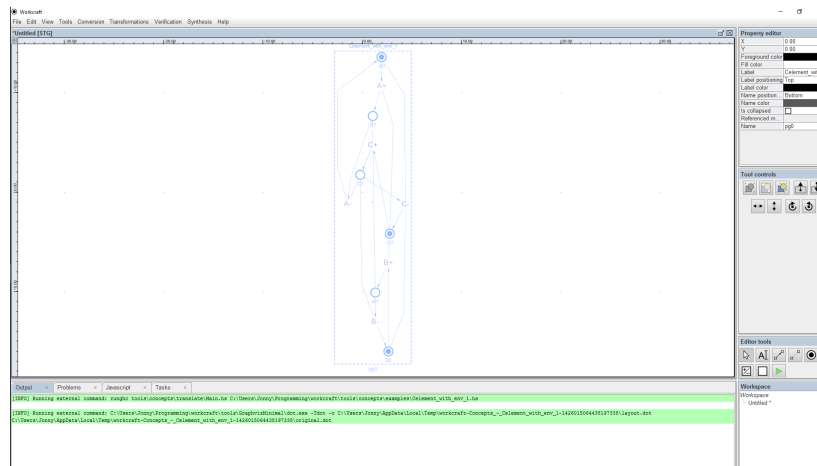 Workcraft
File Edit View Tools Conversion Transformations Verification Synthesis Help
*Untitled [STG]
Celement_with_env_1
A+
C+
A-
C-
B+
B-
pg0
Property editor
X 0.00
Y 0.00
Foreground color
Fill color
Label Celement_wit
Label positioning Top
Label color
Name position... Bottom
Name color
Is collapsed
Referenced m...
Name pg0
Tool controls
Editor tools
Workspace
Workspace
Untitled *
Output × Problems × Javascript × Tasks ×
[INFO] Running external command: runghc tools\concepts\translate\Main.hs C:\Users\Jonny\Programming\workcraft\tools\concepts\examples\Celement_with_env_1.hs
[INFO] Running external command: C:\Users\Jonny\Programming\workcraft\tools\GraphvizMinimal\dot.exe -Tdot -o C:\Users\Jonny\AppData\Local\Temp\workcraft-Concepts_-_Celement_with_env_1-1426015064438197338\layout.dot
C:\Users\Jonny\AppData\Local\Temp\workcraft-Concepts_-_Celement_with_env_1-1426015064438197338\original.dot